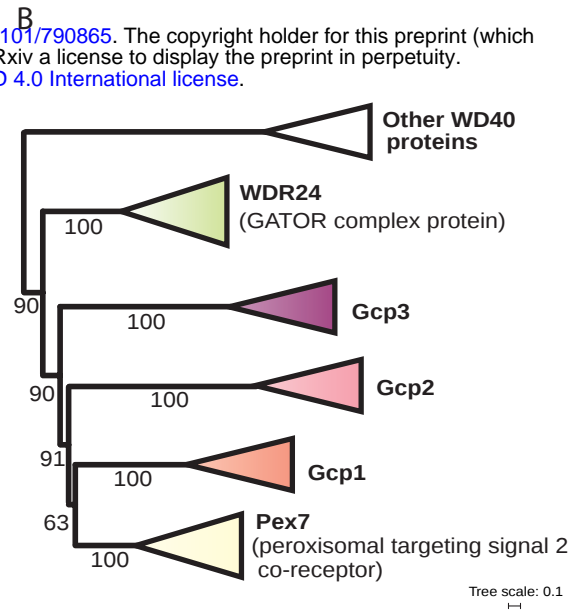 B
101/790865. The copyright holder for this preprint (which
Rxiv a license to display the preprint in perpetuity.
D 4.0 International license.
Other WD40
proteins
WDR24
(GATOR complex protein)
100
90
Gcp3
100
90
Gcp2
100
91
Gcp1
100
63
Pex7
(peroxisomal targeting signal 2
co-receptor)
100
Tree scale: 0.1